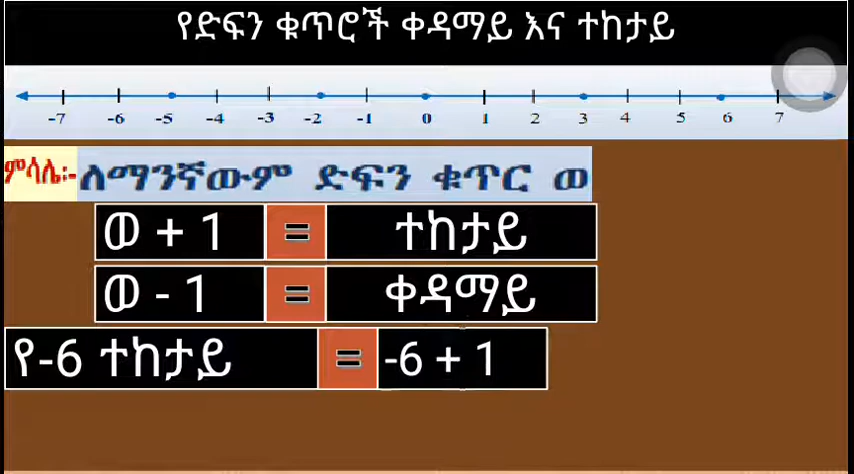 የድፍን ቁጥሮች ቀዳማይ እና ተከታይ
-7 -6 -5 -4 -3 -2 -1 0 1 2 3 4 5 6 7
ምሳሌ፦ ለማንኛውም ድፍን ቁጥር ወ
ወ + 1 = ተከታይ
ወ - 1 = ቀዳማይ
የ-6 ተከታይ = -6 + 1